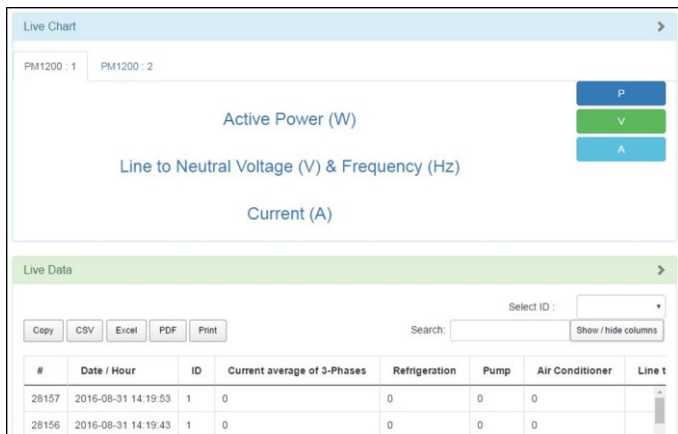 Live Chart
PM1200 : 1 PM1200 : 2
P
Active Power (W)
V
A
Line to Neutral Voltage (V) & Frequency (Hz)
Current (A)
Live Data
Select ID :
Copy CSV Excel PDF Print Search: Show / hide columns
# Date / Hour ID Current average of 3-Phases Refrigeration Pump Air Conditioner Line t
28157 2016-08-31 14:19:53 1 0 0 0 0
28156 2016-08-31 14:19:43 1 0 0 0 0